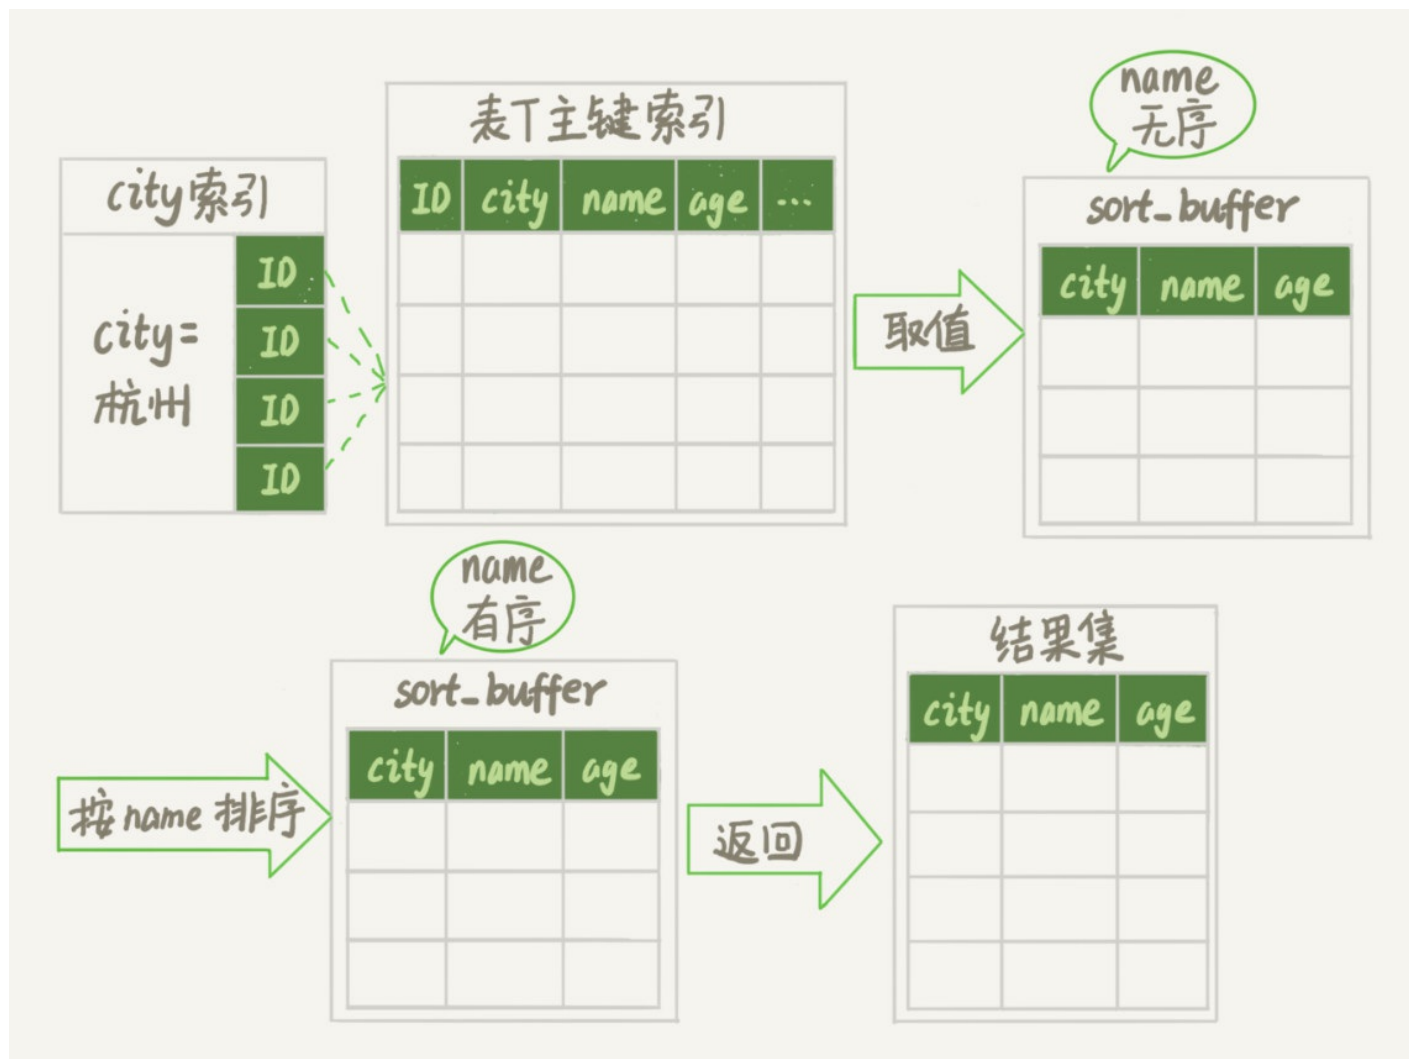 city索引
city=
杭州
ID
ID
ID
ID
表T主键索引
ID city name age ...
取值
name
无序
sort_buffer
city name age
按name排序
name
有序
sort_buffer
city name age
返回
结果集
city name age